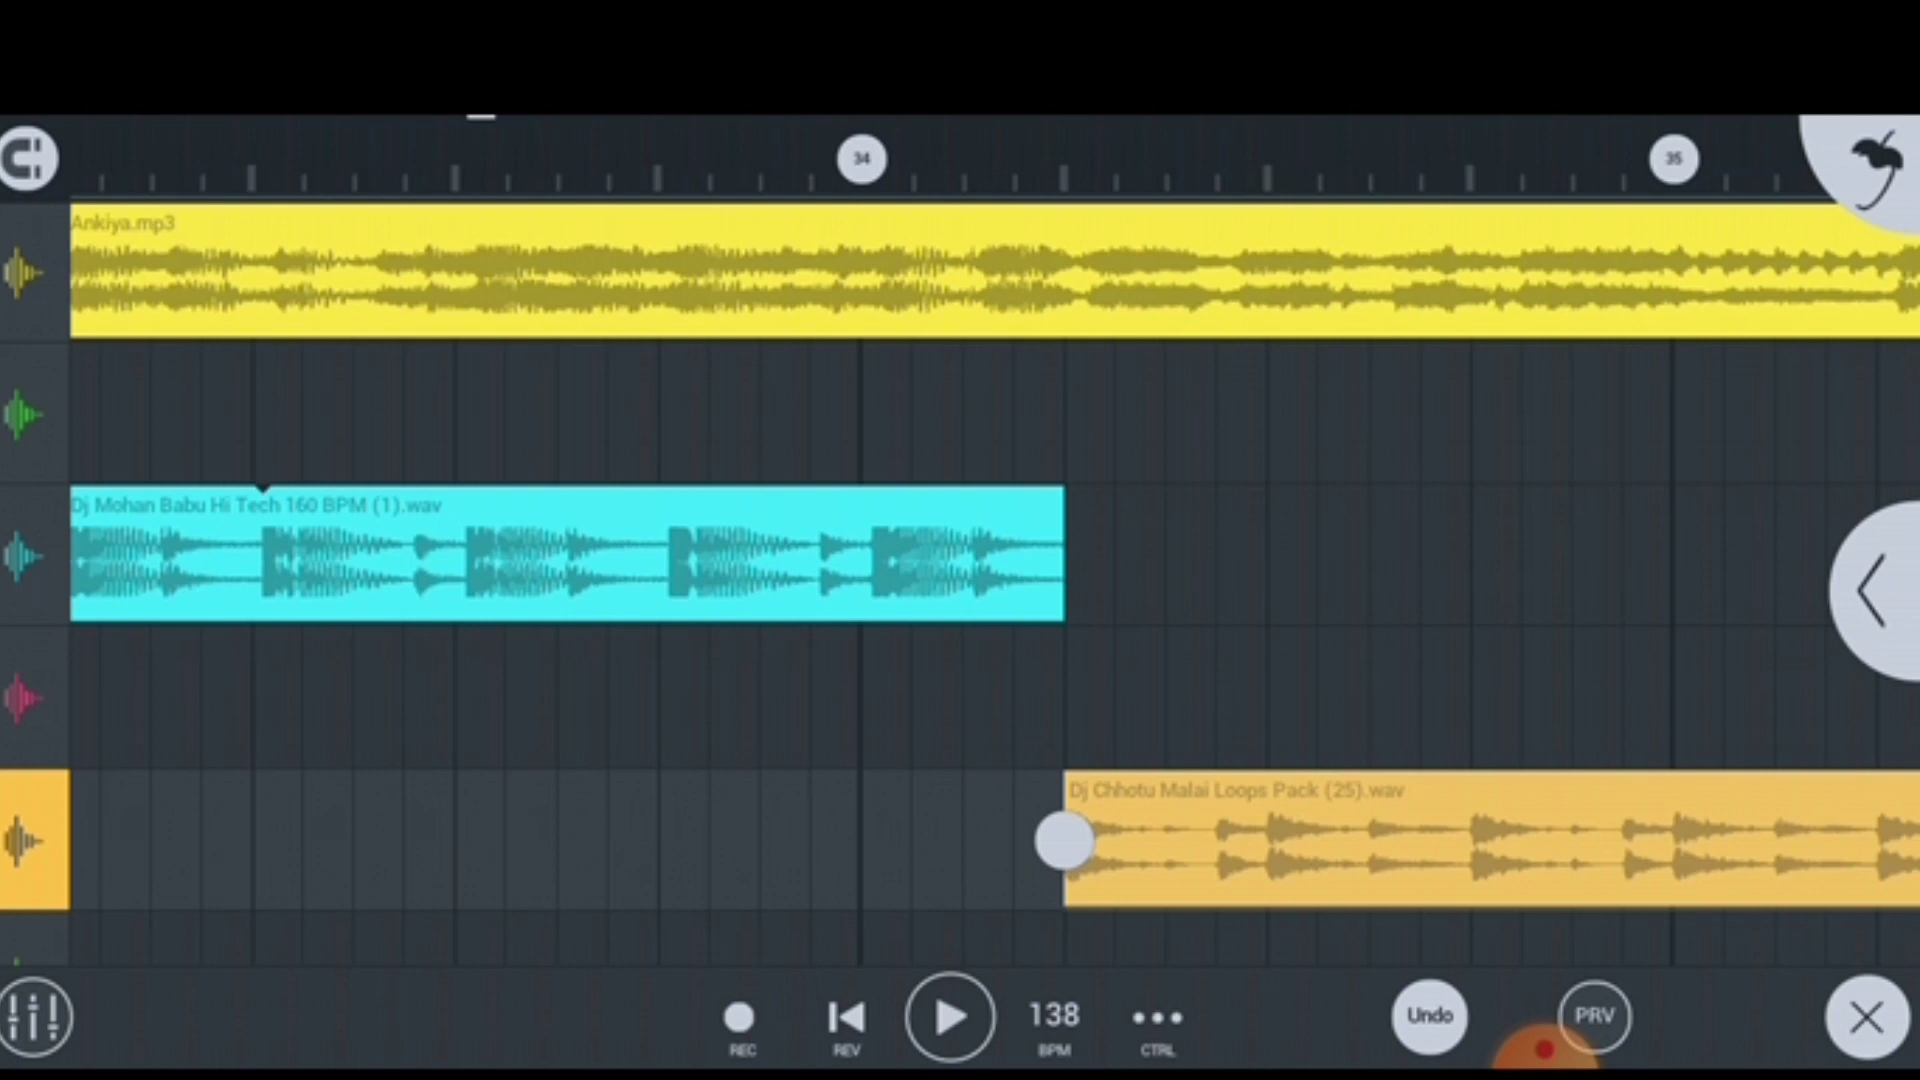 34
35
Ankiya.mp3
Dj Mohan Babu Hi Tech 160 BPM (1).wav
Dj Chhotu Malai Loops Pack (25).wav
138
Undo
PRV
REC
REV
BPM
CTRL